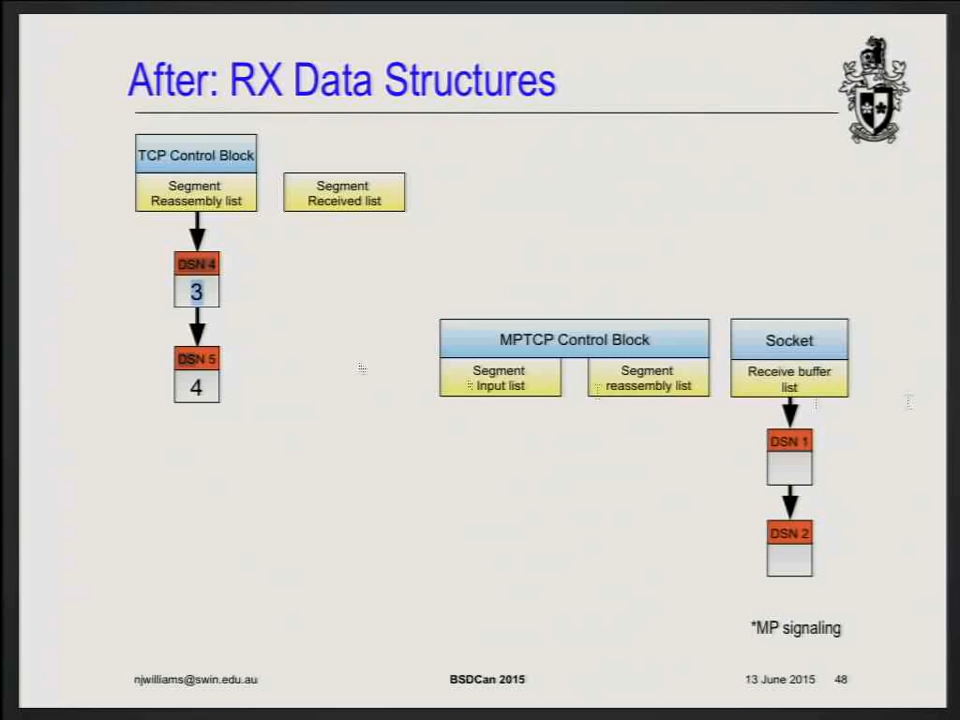 After: RX Data Structures
TCP Control Block
Segment
Reassembly list
Segment
Received list
DSN 4
3
DSN 5
4
MPTCP Control Block
Segment
Input list
Segment
reassembly list
Socket
Receive buffer
list
DSN 1
DSN 2
*MP signaling
njwilliams@swin.edu.au
BSDCan 2015
13 June 2015
48